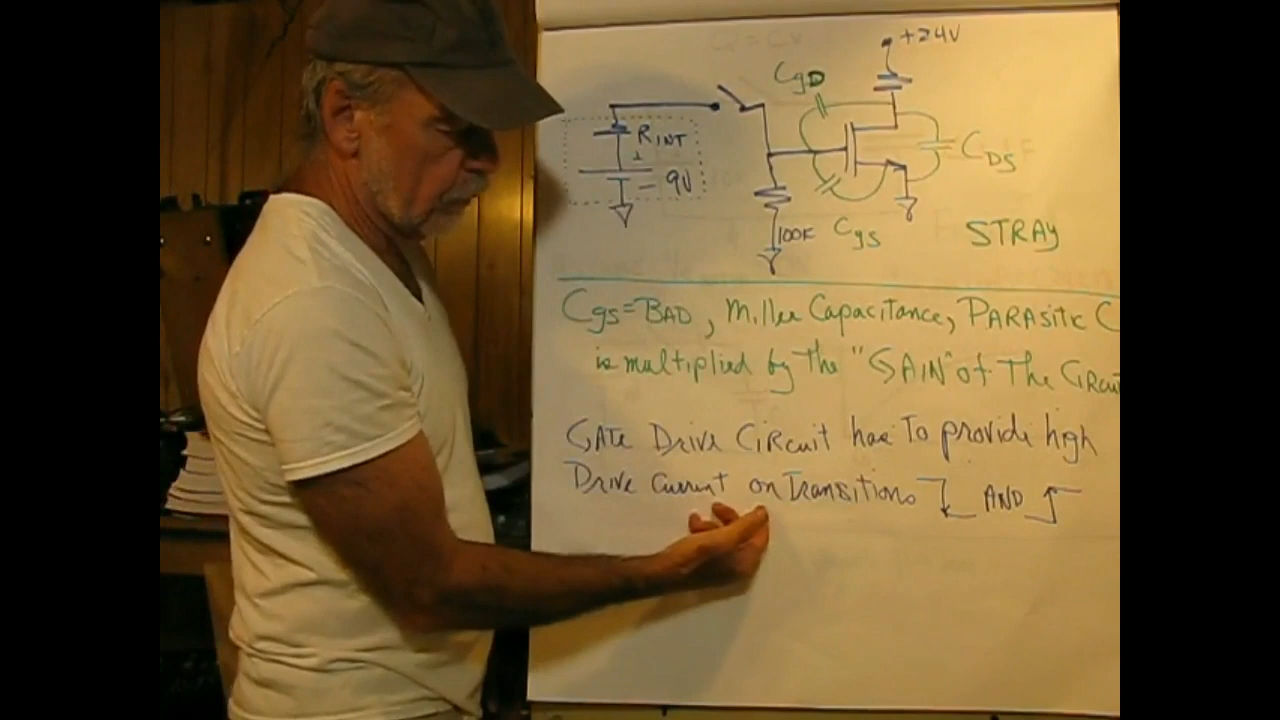 +24V
CgD
RINT
CDS
9V
100K
Cgs
STRAY
Cgs=BAD, Miller Capacitance, PARASitic C
is multiplied by The "GAIN" of The CIRcuit
GATE DRive CIRcuit has To provide high
DRive Current on Transitions AND